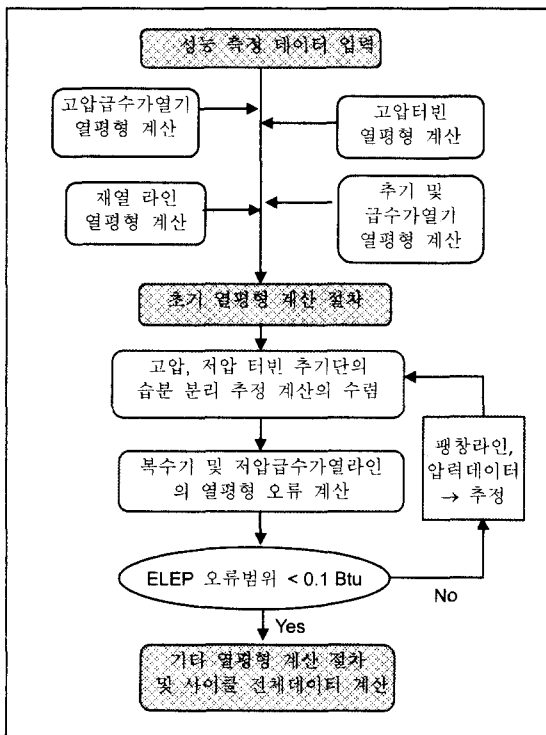 성능 측정 데이터 입력
고압급수가열기
열평형 계산
고압터빈
열평형 계산
재열 라인
열평형 계산
추기 및
급수가열기
열평형 계산
초기 열평형 계산 절차
고압, 저압 터빈 추기단의
습분 분리 추정 계산의 수렴
팽창라인,
압력데이터
→ 추정
복수기 및 저압급수가열라인
의 열평형 오류 계산
ELEP 오류범위 < 0.1 Btu
No
Yes
기타 열평형 계산 절차
및 사이클 전체데이터 계산